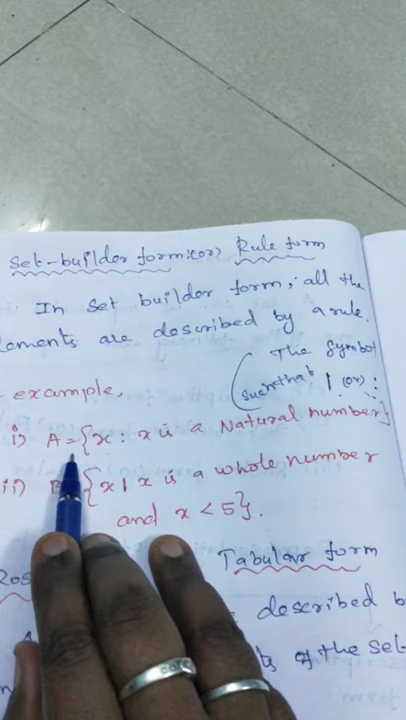 Set-builder form:(or) Rule form
In set builder form, all the
elements are described by a rule.
(The symbol
such that | (or) :
example.
i) A = {x : x is a Natural number}
ii) B {x | x is a whole number
and x < 5}.
Ros Tabular form
described b
of the set-